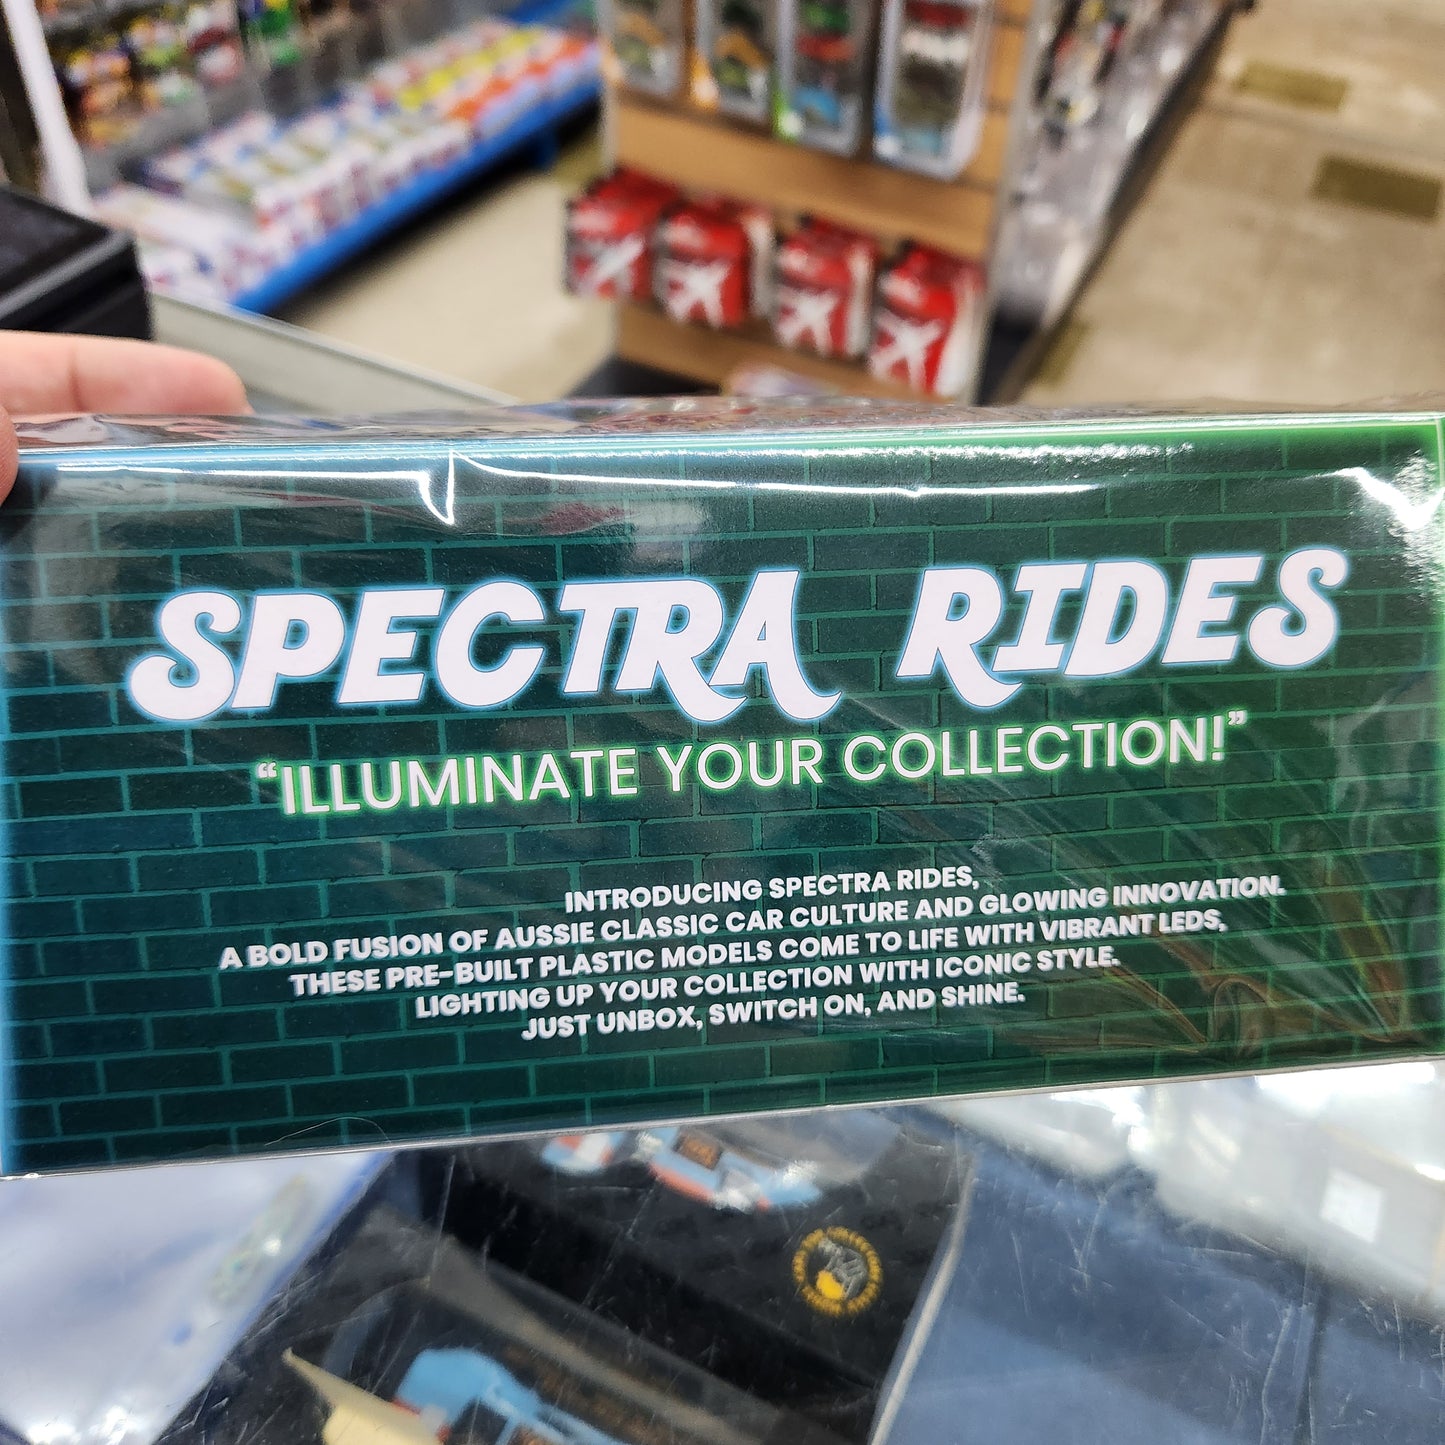 SPECTRA RIDES
“ILLUMINATE YOUR COLLECTION!”
INTRODUCING SPECTRA RIDES,
A BOLD FUSION OF AUSSIE CLASSIC CAR CULTURE AND GLOWING INNOVATION.
THESE PRE-BUILT PLASTIC MODELS COME TO LIFE WITH VIBRANT LEDS,
LIGHTING UP YOUR COLLECTION WITH ICONIC STYLE.
JUST UNBOX, SWITCH ON, AND SHINE.